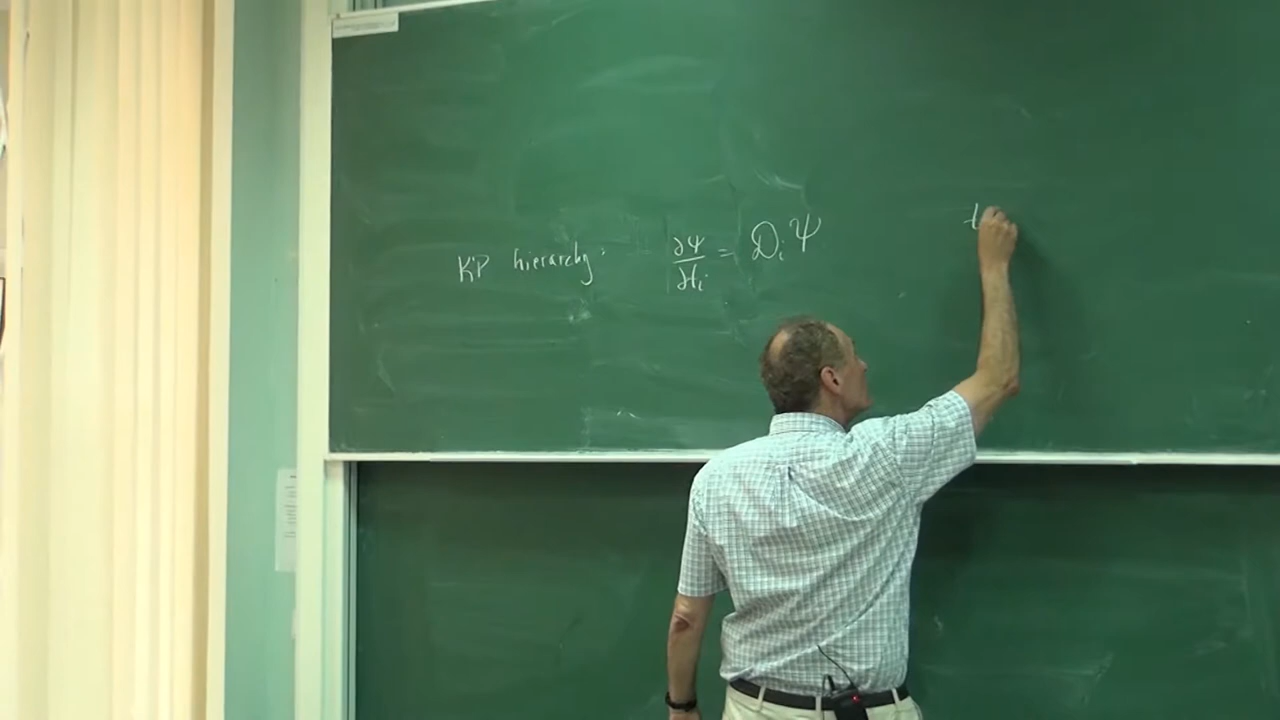 KP hierarchy: ∂Ψ/∂t_i = D_i Ψ
t